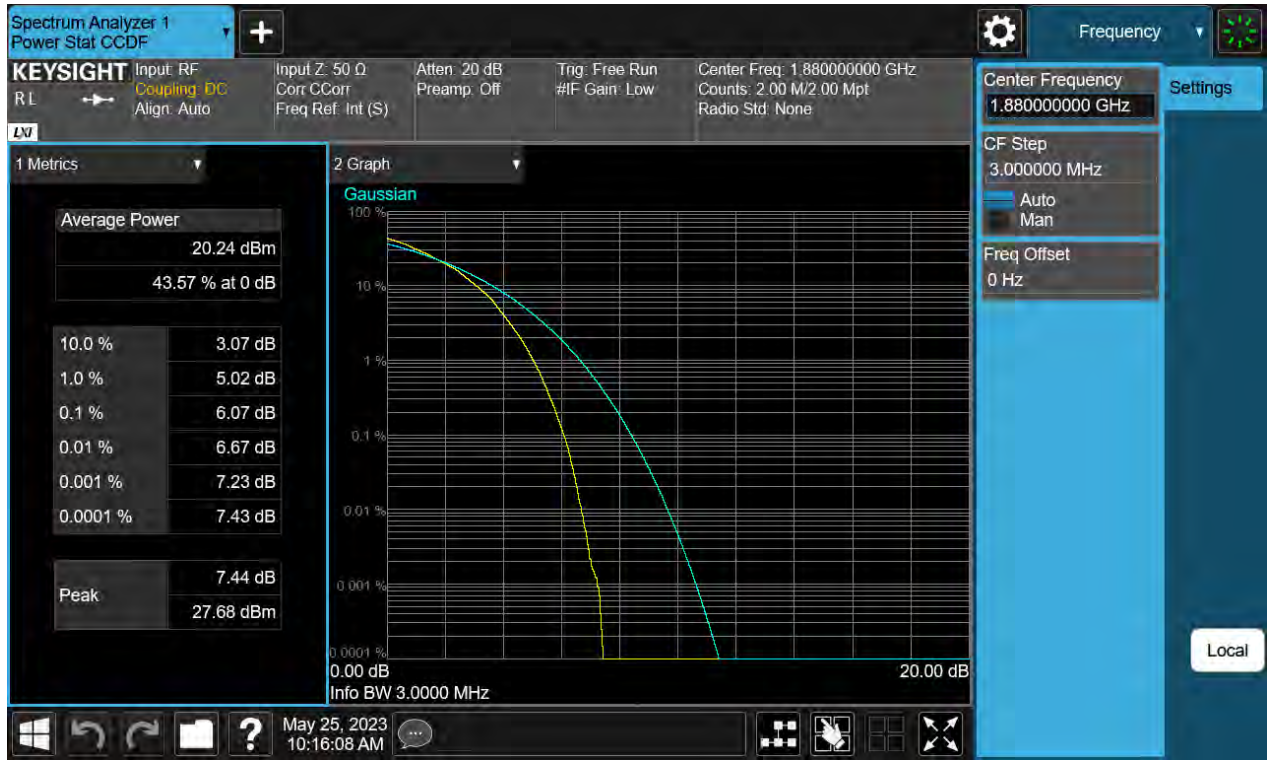 Spectrum Analyzer 1
Power Stat CCDF
+
Frequency
KEYSIGHT
RL
LXI
Input: RF
Coupling: DC
Align: Auto
Input Z: 50 Ω
Corr CCorr
Freq Ref: Int (S)
Atten: 20 dB
Preamp: Off
Trig: Free Run
#IF Gain: Low
Center Freq: 1.880000000 GHz
Counts: 2.00 M/2.00 Mpt
Radio Std: None
Center Frequency
1.880000000 GHz
Settings
CF Step
3.000000 MHz
Auto
Man
Freq Offset
0 Hz
1 Metrics
Average Power
20.24 dBm
43.57 % at 0 dB
10.0 % 3.07 dB
1.0 % 5.02 dB
0.1 % 6.07 dB
0.01 % 6.67 dB
0.001 % 7.23 dB
0.0001 % 7.43 dB
Peak
7.44 dB
27.68 dBm
2 Graph
Gaussian
100 %
10 %
1 %
0.1 %
0.01 %
0.001 %
0.0001 %
0.00 dB 20.00 dB
Info BW 3.0000 MHz
Local
?
May 25, 2023
10:16:08 AM